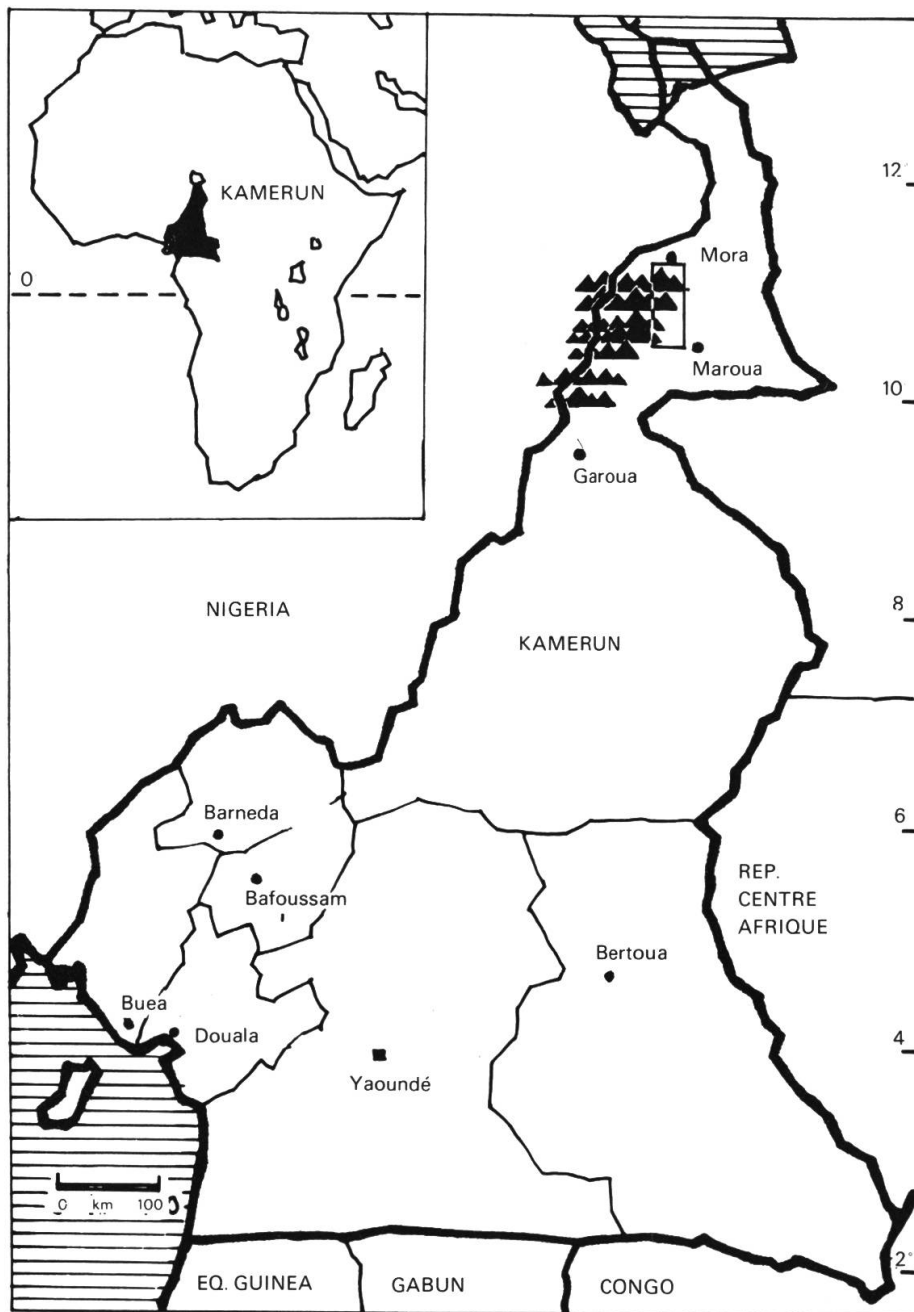 KAMERUN
0
12°
Mora
Maroua
10
Garoua
8
NIGERIA
KAMERUN
6
Barneda
REP.
CENTRE
AFRIQUE
Bafoussam
Bertoua
Buea
Douala
4
Yaoundé
0 km 100
2°
EQ. GUINEA
GABUN
CONGO